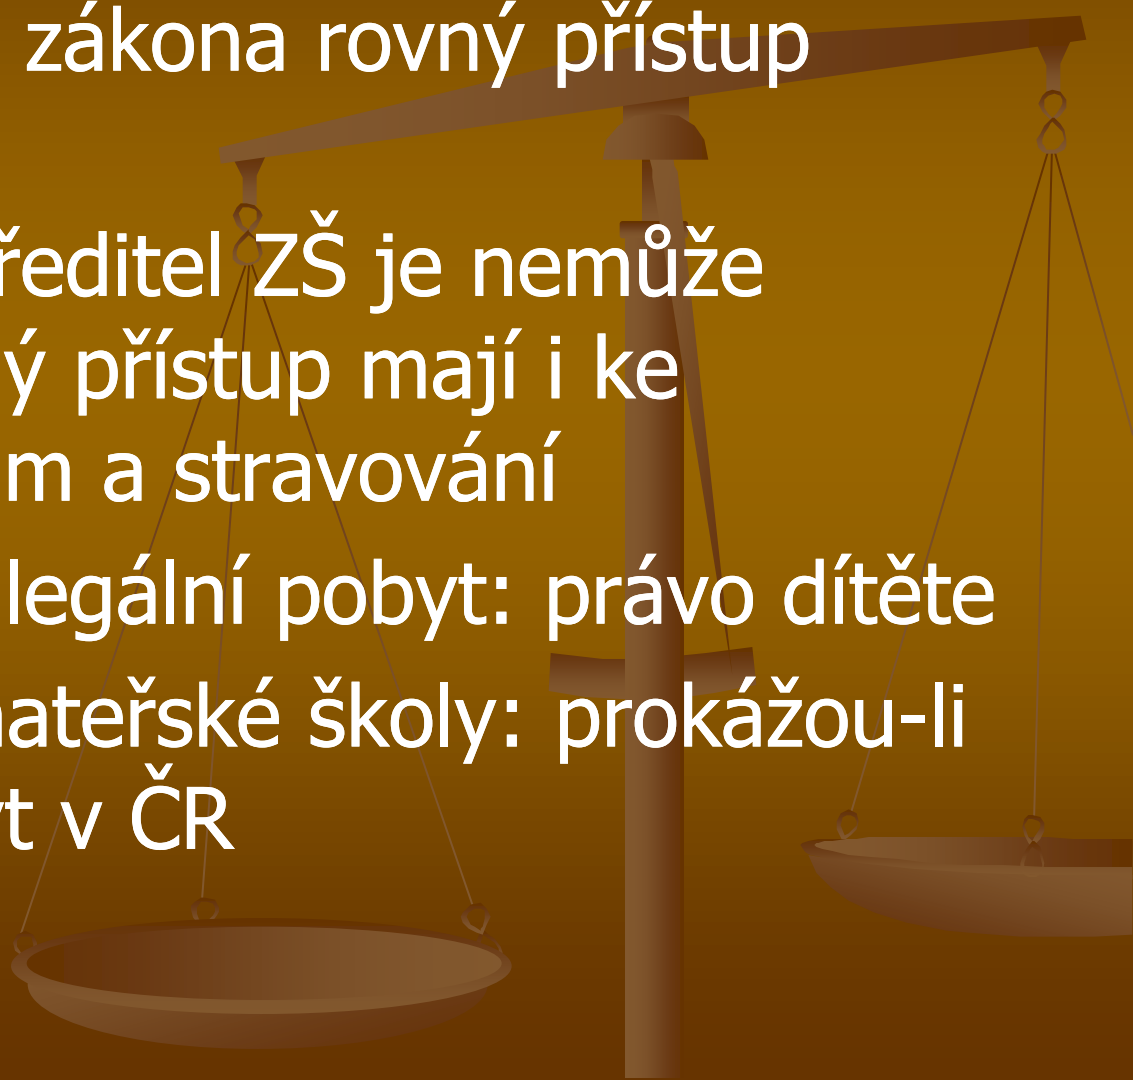 zákona rovný přístup
ředitel ZŠ je nemůže
ý přístup mají i ke
m a stravování
legální pobyt: právo dítěte
ateřské školy: prokážou-li
t v ČR